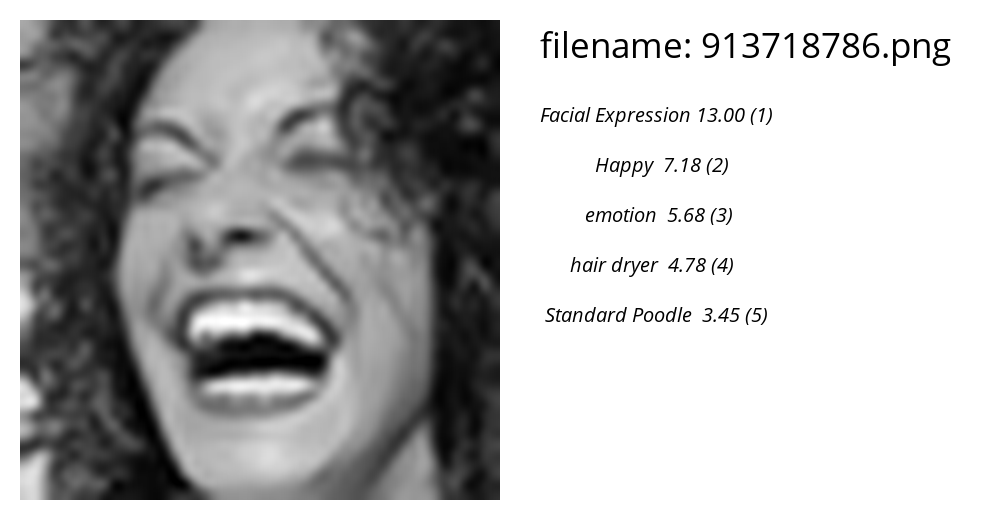 filename: 913718786.png
Facial Expression 13.00 (1)
Happy 7.18 (2)
emotion 5.68 (3)
hair dryer 4.78 (4)
Standard Poodle 3.45 (5)